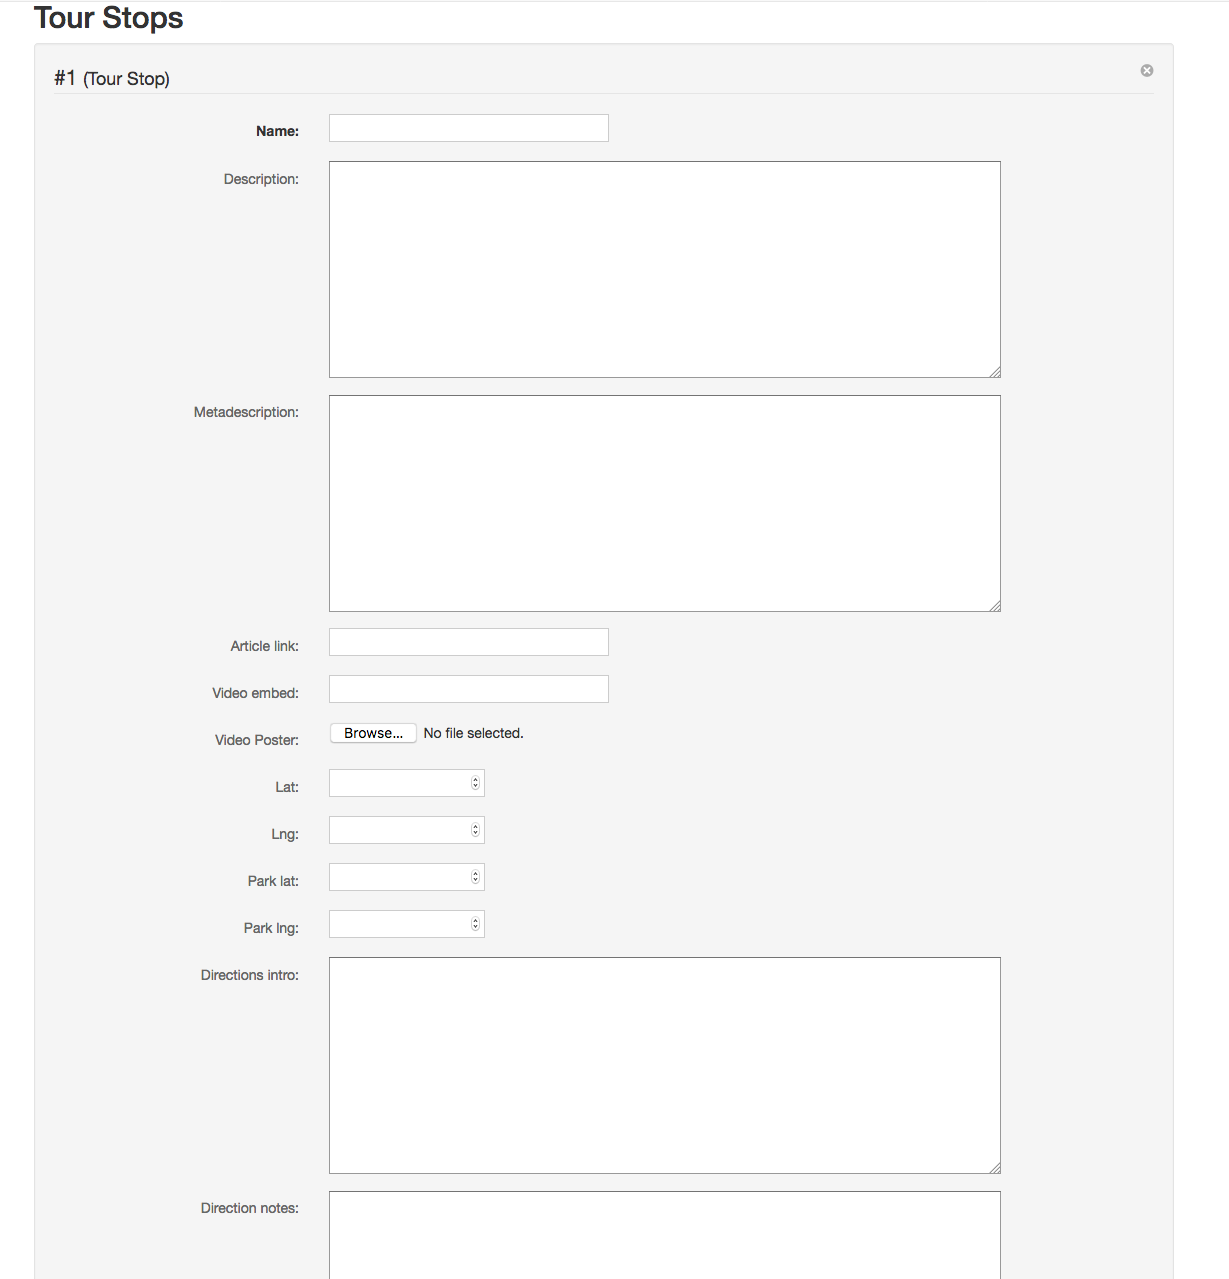 Tour Stops
#1 (Tour Stop)
Name:
Description:
Metadescription:
Article link:
Video embed:
Video Poster: Browse... No file selected.
Lat:
Lng:
Park lat:
Park lng:
Directions intro:
Direction notes: